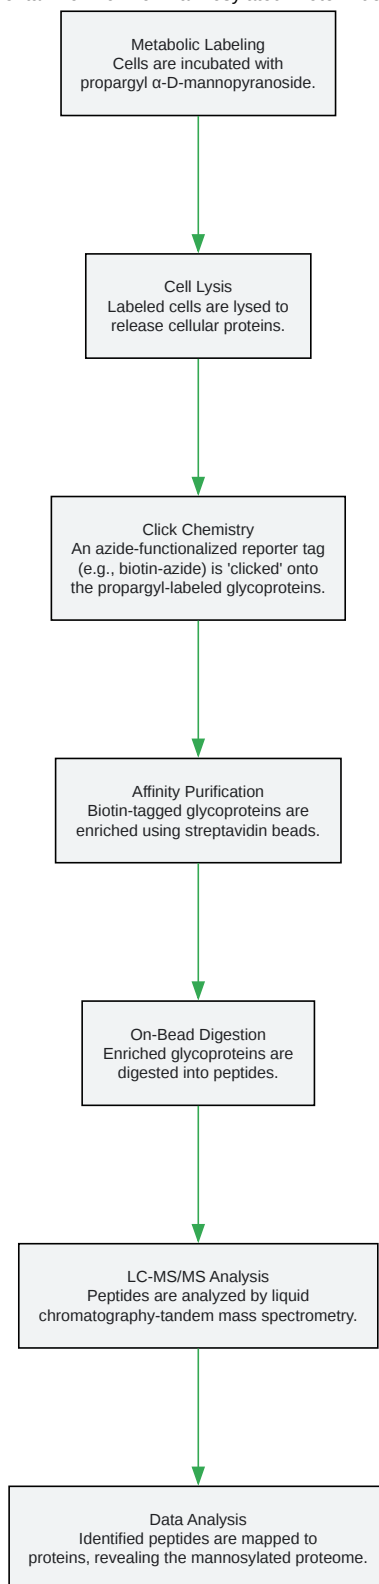 Metabolic Labeling
Cells are incubated with
propargyl α-D-mannopyranoside.
Cell Lysis
Labeled cells are lysed to
release cellular proteins.
Click Chemistry
An azide-functionalized reporter tag
(e.g., biotin-azide) is 'clicked' onto
the propargyl-labeled glycoproteins.
Affinity Purification
Biotin-tagged glycoproteins are
enriched using streptavidin beads.
On-Bead Digestion
Enriched glycoproteins are
digested into peptides.
LC-MS/MS Analysis
Peptides are analyzed by liquid
chromatography-tandem mass spectrometry.
Data Analysis
Identified peptides are mapped to
proteins, revealing the mannosylated proteome.